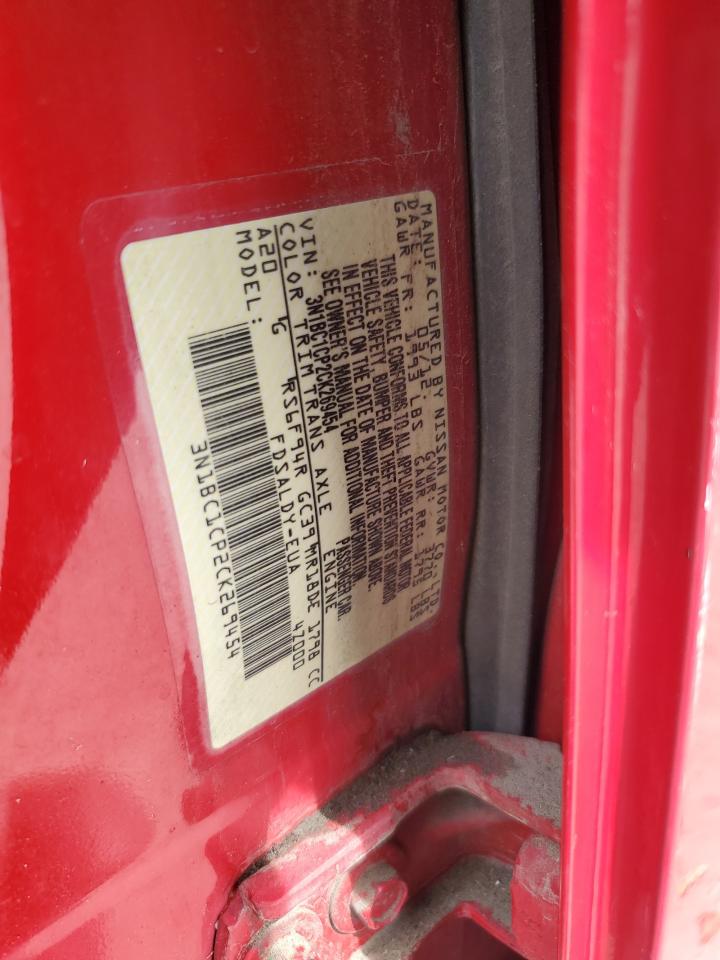 MANUFACTURED BY NISSAN MOTOR CO., LTD.
DATE: 05/12 GVWR: 3770 LBS
GAWR FR: 1993 LBS GAWR RR: 1795 LBS
THIS VEHICLE CONFORMS TO ALL APPLICABLE FEDERAL MOTOR
VEHICLE SAFETY, BUMPER AND THEFT PREVENTION STANDARDS
IN EFFECT ON THE DATE OF MANUFACTURE SHOWN ABOVE.
SEE OWNER'S MANUAL FOR ADDITIONAL INFORMATION.
VIN: 3N1BC1CP2CK269454 PASSENGER CAR.
COLOR TRIM TRANS AXLE ENGINE
A20 G RS6F94R GC39 MR18DE 1798 CC
MODEL: FDSALDY-EUA 4Z000
3N1BC1CP2CK269454